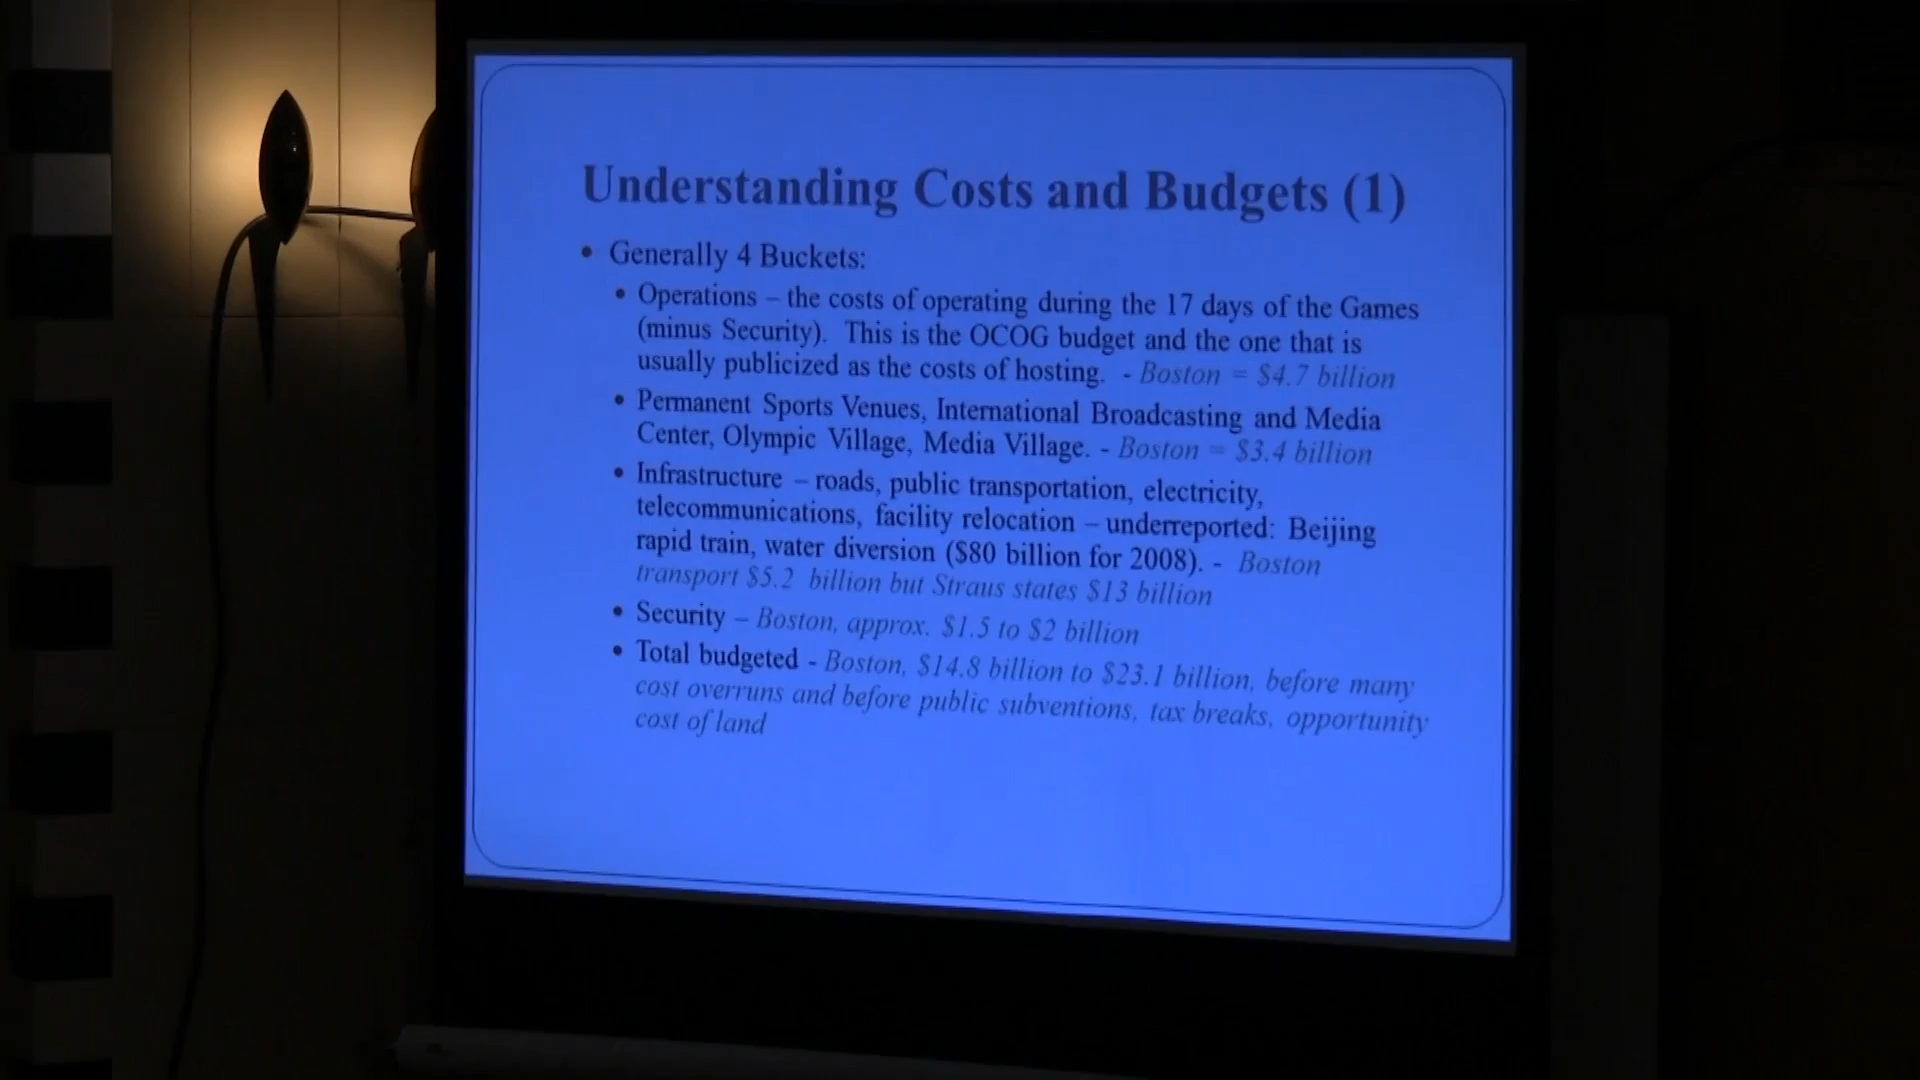 Understanding Costs and Budgets (1)
• Generally 4 Buckets:
• Operations – the costs of operating during the 17 days of the Games
(minus Security). This is the OCOG budget and the one that is
usually publicized as the costs of hosting. - Boston = $4.7 billion
• Permanent Sports Venues, International Broadcasting and Media
Center, Olympic Village, Media Village. - Boston = $3.4 billion
• Infrastructure – roads, public transportation, electricity,
telecommunications, facility relocation – underreported: Beijing
rapid train, water diversion ($80 billion for 2008). - Boston
transport $5.2 billion but Straus states $13 billion
• Security – Boston, approx. $1.5 to $2 billion
• Total budgeted - Boston, $14.8 billion to $23.1 billion, before many
cost overruns and before public subventions, tax breaks, opportunity
cost of land